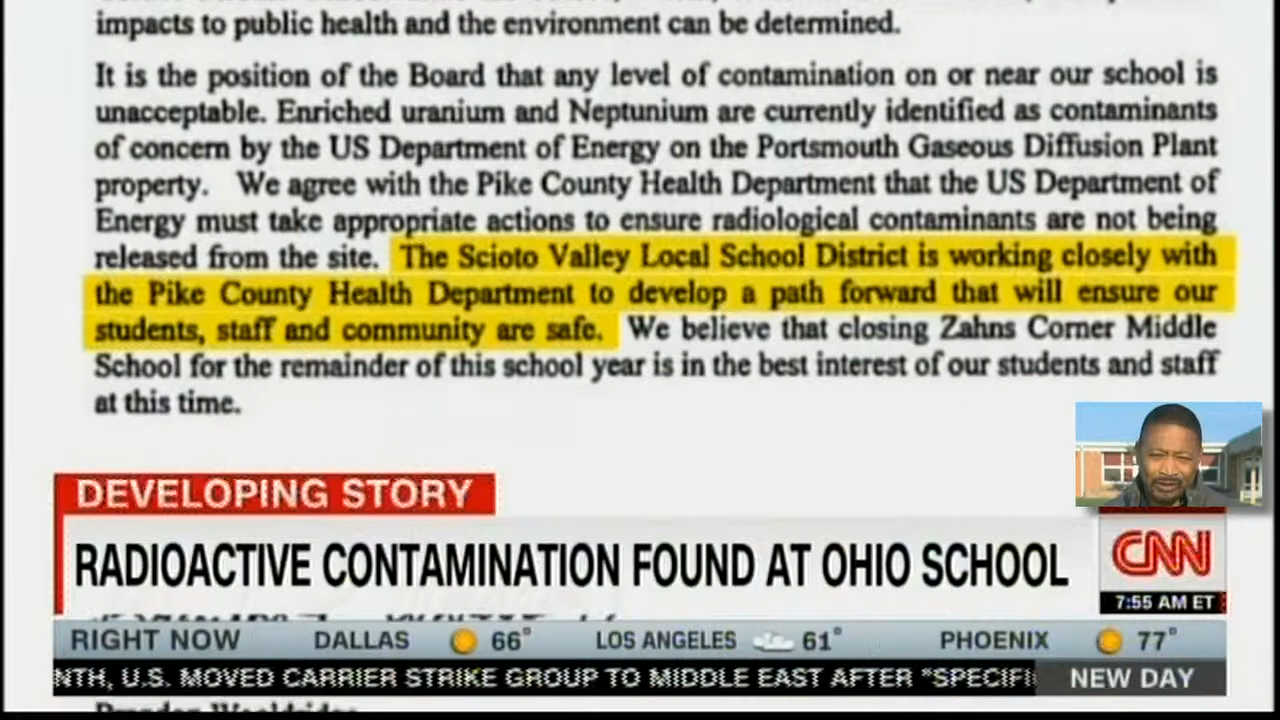 impacts to public health and the environment can be determined.
It is the position of the Board that any level of contamination on or near our school is
unacceptable. Enriched uranium and Neptunium are currently identified as contaminants
of concern by the US Department of Energy on the Portsmouth Gaseous Diffusion Plant
property. We agree with the Pike County Health Department that the US Department of
Energy must take appropriate actions to ensure radiological contaminants are not being
released from the site. The Scioto Valley Local School District is working closely with
the Pike County Health Department to develop a path forward that will ensure our
students, staff and community are safe. We believe that closing Zahns Corner Middle
School for the remainder of this school year is in the best interest of our students and staff
at this time.
DEVELOPING STORY
RADIOACTIVE CONTAMINATION FOUND AT OHIO SCHOOL
CNN
7:55 AM ET
RIGHT NOW DALLAS 66° LOS ANGELES 61° PHOENIX 77°
NTH, U.S. MOVED CARRIER STRIKE GROUP TO MIDDLE EAST AFTER "SPECIFI
NEW DAY